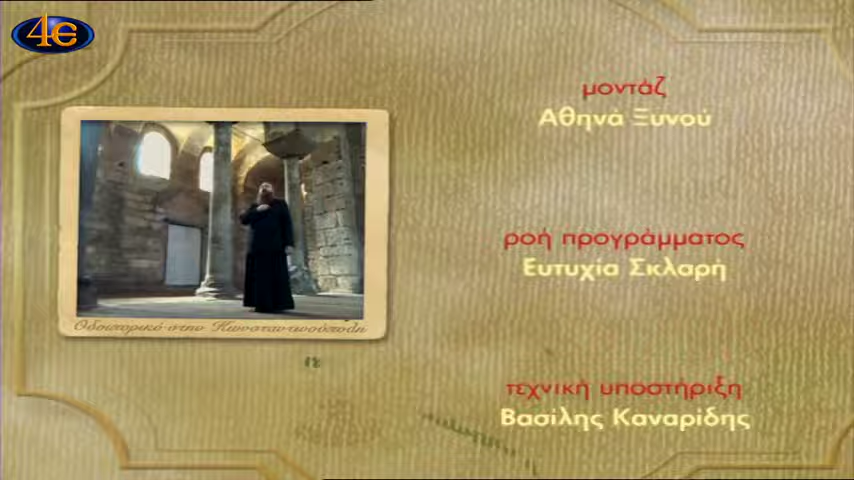 4ε
μοντάζ
Αθηνά Ξυνού
ροή προγράμματος
Ευτυχία Σκλαρή
Οδοιπορικό στην Κωνσταντινούπολη
τεχνική υποστήριξη
Βασίλης Καναρίδης